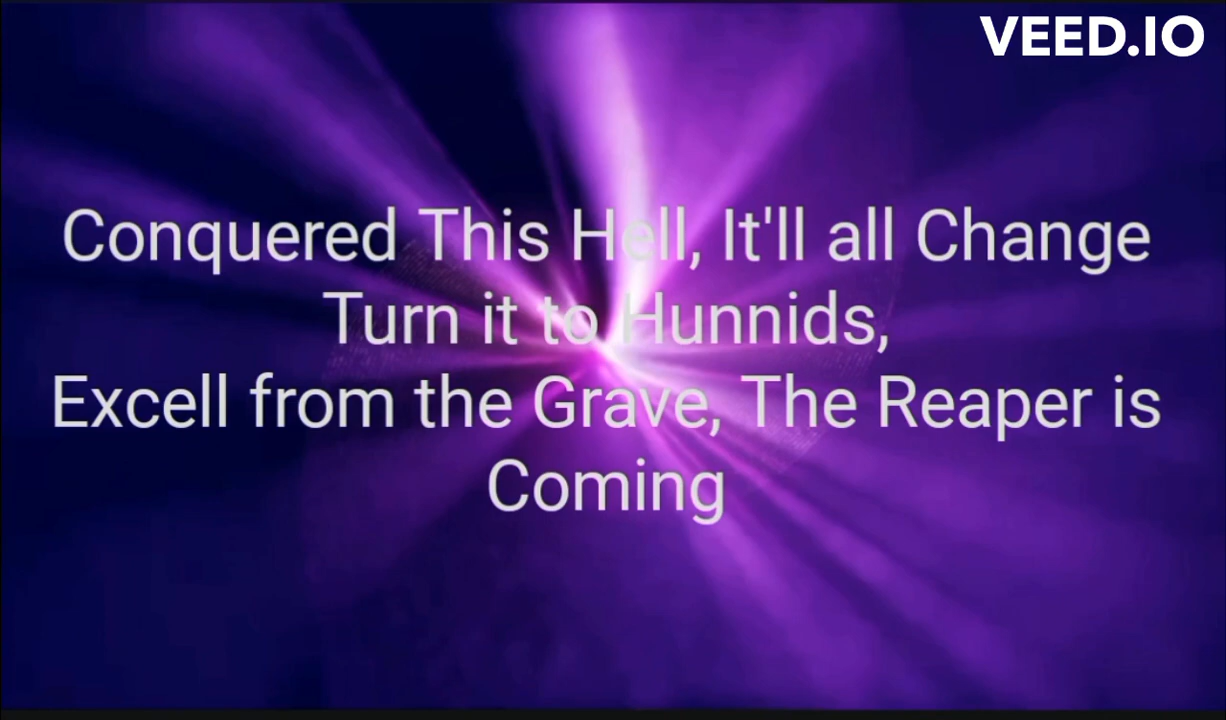 VEED.IO
Conquered This Hell, It'll all Change
Turn it to Hunnids,
Excell from the Grave, The Reaper is
Coming